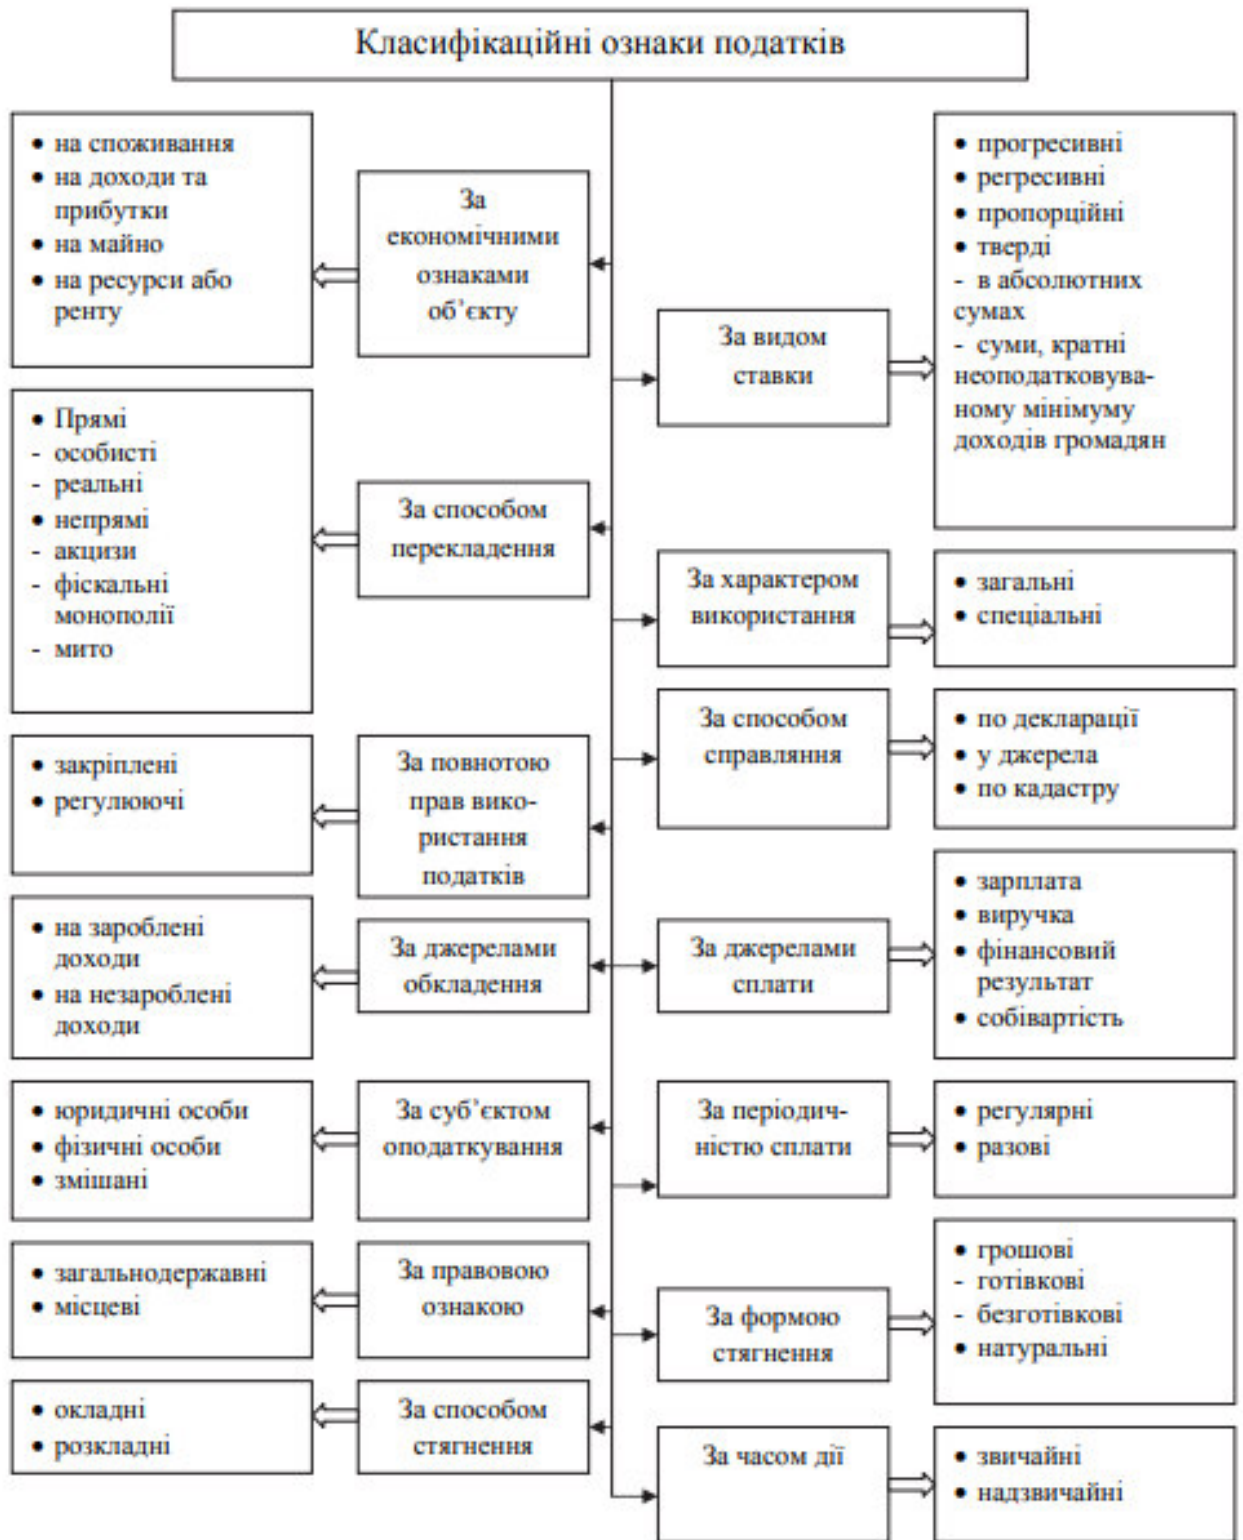 Класифікаційні ознаки податків
• на споживання
• на доходи та
прибутки
• на майно
• на ресурси або
ренту
За
економічними
ознаками
об’єкту
• Прямі
- особисті
- реальні
• непрямі
- акцизи
- фіскальні
монополії
- мито
За способом
перекладення
• закріплені
• регулюючі
За повнотою
прав вико-
ристання
податків
• на зароблені
доходи
• на незароблені
доходи
За джерелами
обкладення
• юридичні особи
• фізичні особи
• змішані
За суб’єктом
оподаткування
• загальнодержавні
• місцеві
За правовою
ознакою
• окладні
• розкладні
За способом
стягнення
За видом
ставки
• прогресивні
• регресивні
• пропорційні
• тверді
- в абсолютних
сумах
- суми, кратні
неоподатковува-
ному мінімуму
доходів громадян
За характером
використання
• загальні
• спеціальні
За способом
справляння
• по декларації
• у джерела
• по кадастру
За джерелами
сплати
• зарплата
• виручка
• фінансовий
результат
• собівартість
За періодич-
ністю сплати
• регулярні
• разові
За формою
стягнення
• грошові
- готівкові
- безготівкові
• натуральні
За часом дії
• звичайні
• надзвичайні